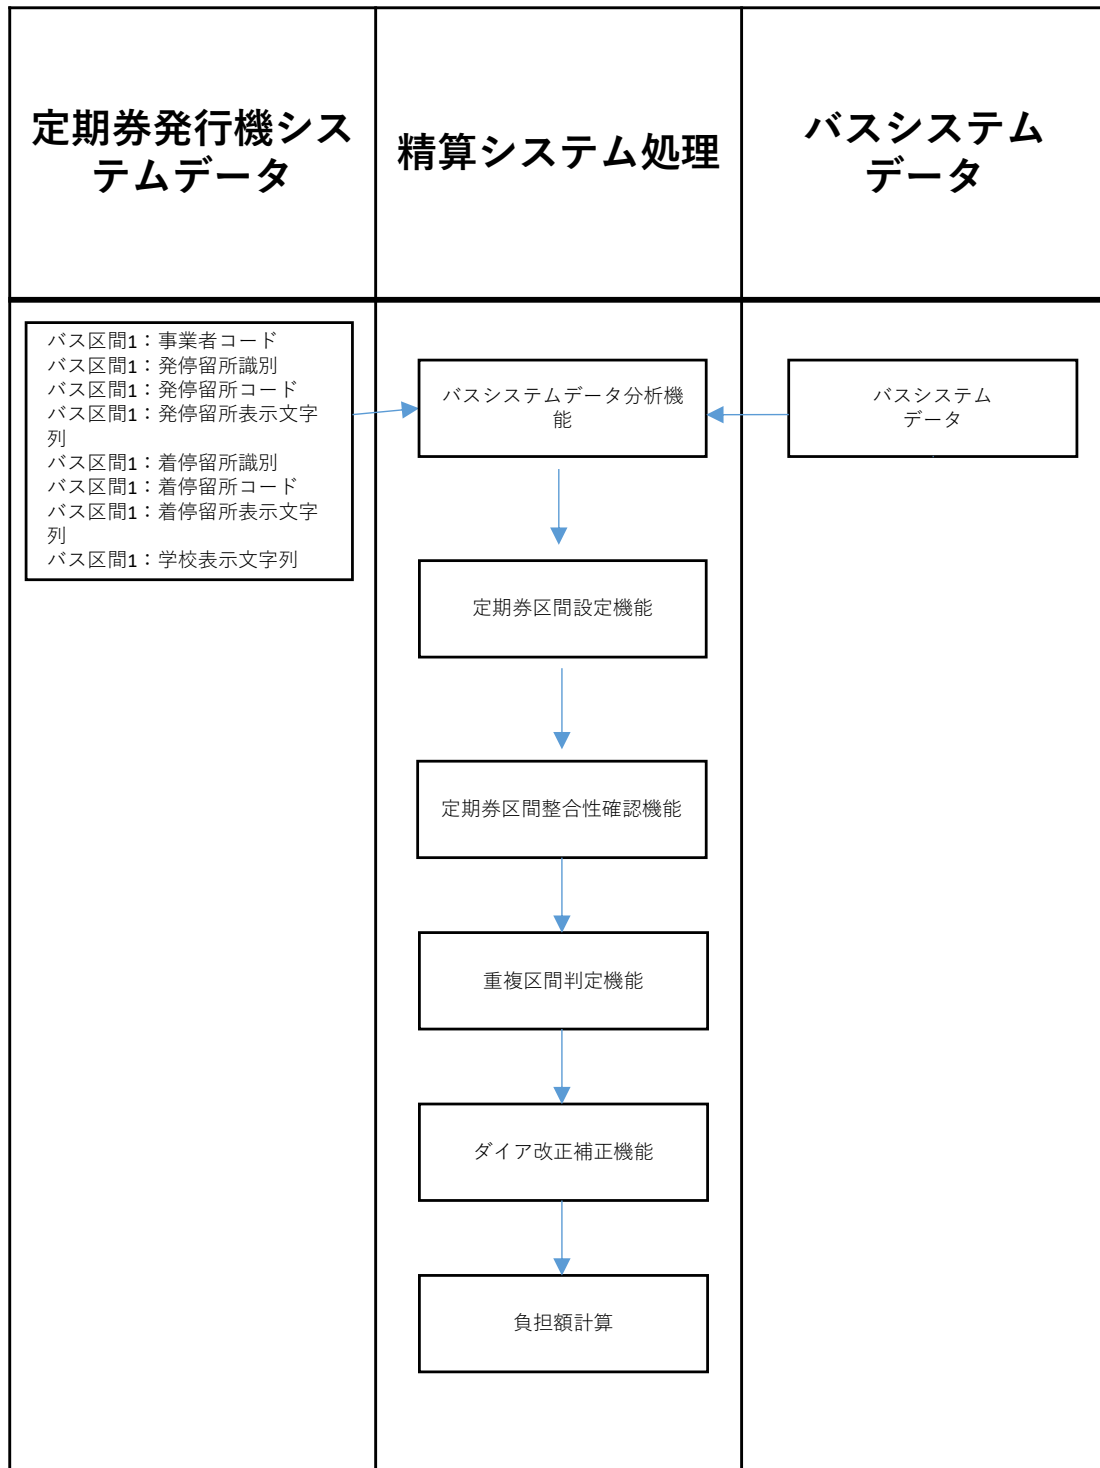 定期券発行機シス
テムデータ
精算システム処理
バスシステム
データ
バス区間1：事業者コード
バス区間1：発停留所識別
バス区間1：発停留所コード
バス区間1：発停留所表示文字
列
バス区間1：着停留所識別
バス区間1：着停留所コード
バス区間1：着停留所表示文字
列
バス区間1：学校表示文字列
バスシステムデータ分析機
能
バスシステム
データ
定期券区間設定機能
定期券区間整合性確認機能
重複区間判定機能
ダイア改正補正機能
負担額計算